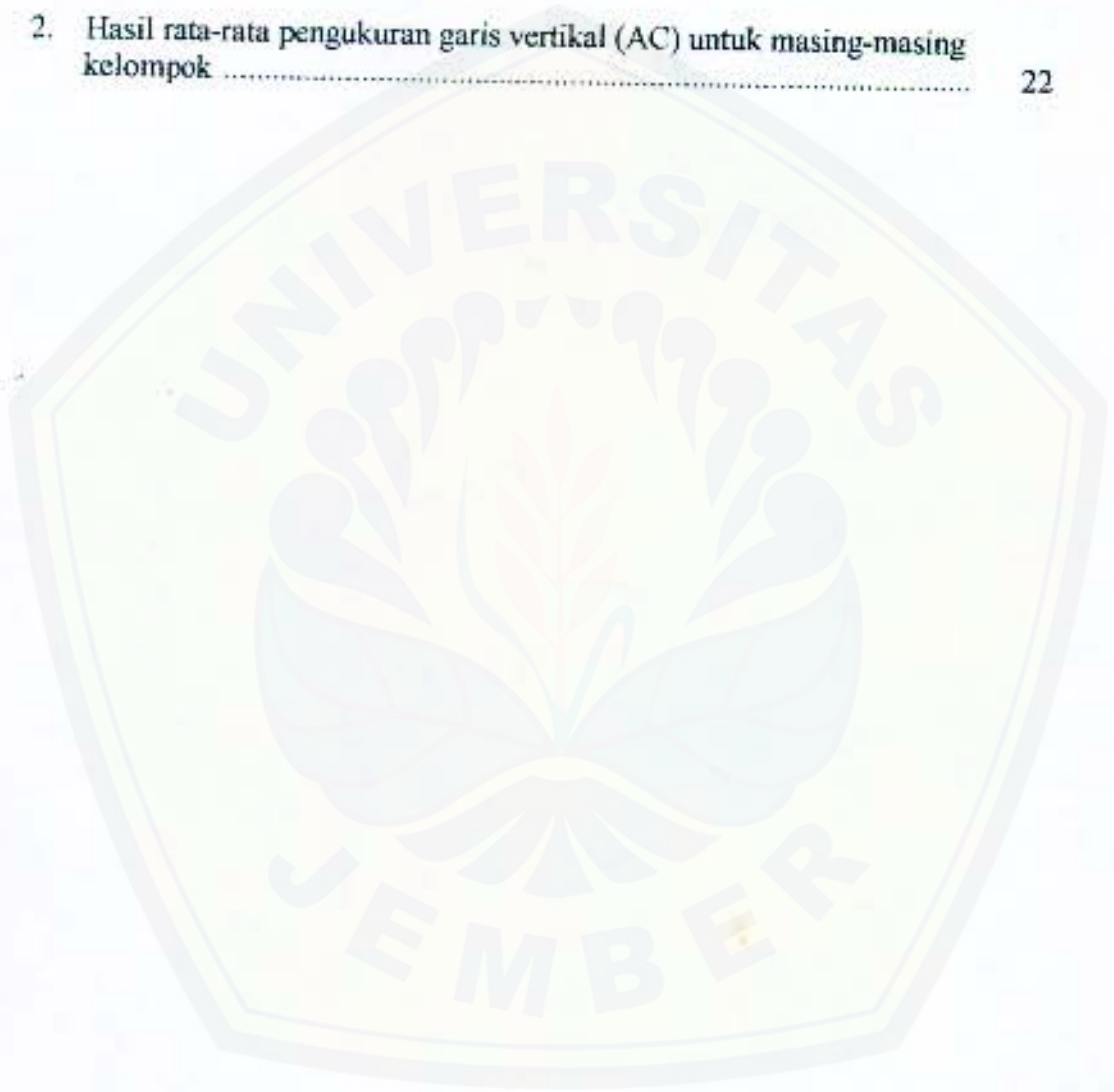 2. Hasil rata-rata pengukuran garis vertikal (AC) untuk masing-masing
kelompok ........................................................................................ 22
UNIVERSITAS
JEMBER